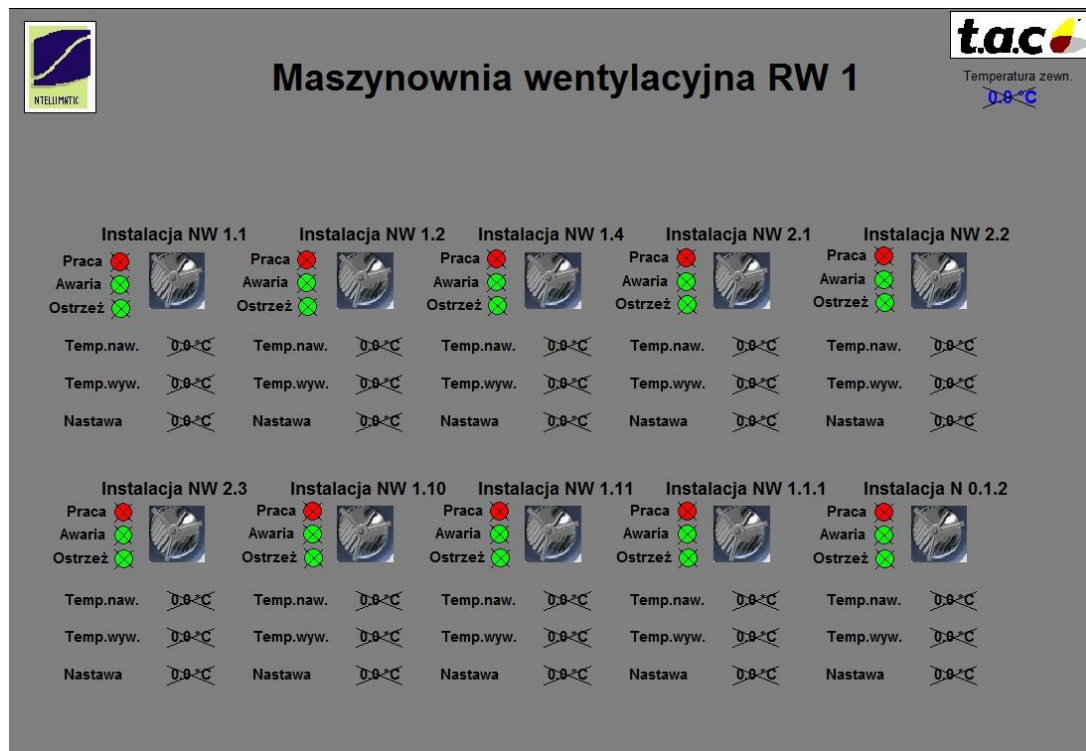 NTELLIMATIC
t.a.c
Maszynownia wentylacyjna RW 1
Temperatura zewn.
0.0 °C
Instalacja NW 1.1
Praca
Awaria
Ostrzeż
Temp.naw. 0.0 °C
Temp.wyw. 0.0 °C
Nastawa 0.0 °C
Instalacja NW 1.2
Praca
Awaria
Ostrzeż
Temp.naw. 0.0 °C
Temp.wyw. 0.0 °C
Nastawa 0.0 °C
Instalacja NW 1.4
Praca
Awaria
Ostrzeż
Temp.naw. 0.0 °C
Temp.wyw. 0.0 °C
Nastawa 0.0 °C
Instalacja NW 2.1
Praca
Awaria
Ostrzeż
Temp.naw. 0.0 °C
Temp.wyw. 0.0 °C
Nastawa 0.0 °C
Instalacja NW 2.2
Praca
Awaria
Ostrzeż
Temp.naw. 0.0 °C
Temp.wyw. 0.0 °C
Nastawa 0.0 °C
Instalacja NW 2.3
Praca
Awaria
Ostrzeż
Temp.naw. 0.0 °C
Temp.wyw. 0.0 °C
Nastawa 0.0 °C
Instalacja NW 1.10
Praca
Awaria
Ostrzeż
Temp.naw. 0.0 °C
Temp.wyw. 0.0 °C
Nastawa 0.0 °C
Instalacja NW 1.11
Praca
Awaria
Ostrzeż
Temp.naw. 0.0 °C
Temp.wyw. 0.0 °C
Nastawa 0.0 °C
Instalacja NW 1.1.1
Praca
Awaria
Ostrzeż
Temp.naw. 0.0 °C
Temp.wyw. 0.0 °C
Nastawa 0.0 °C
Instalacja N 0.1.2
Praca
Awaria
Ostrzeż
Temp.naw. 0.0 °C
Temp.wyw. 0.0 °C
Nastawa 0.0 °C